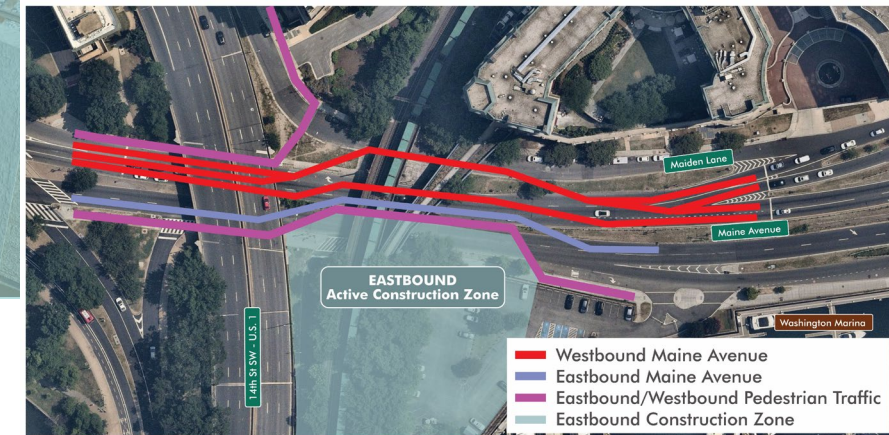 Maiden Lane
Maine Avenue
EASTBOUND
Active Construction Zone
14th St SW - U.S. 1
Washington Marina
Westbound Maine Avenue
Eastbound Maine Avenue
Eastbound/Westbound Pedestrian Traffic
Eastbound Construction Zone